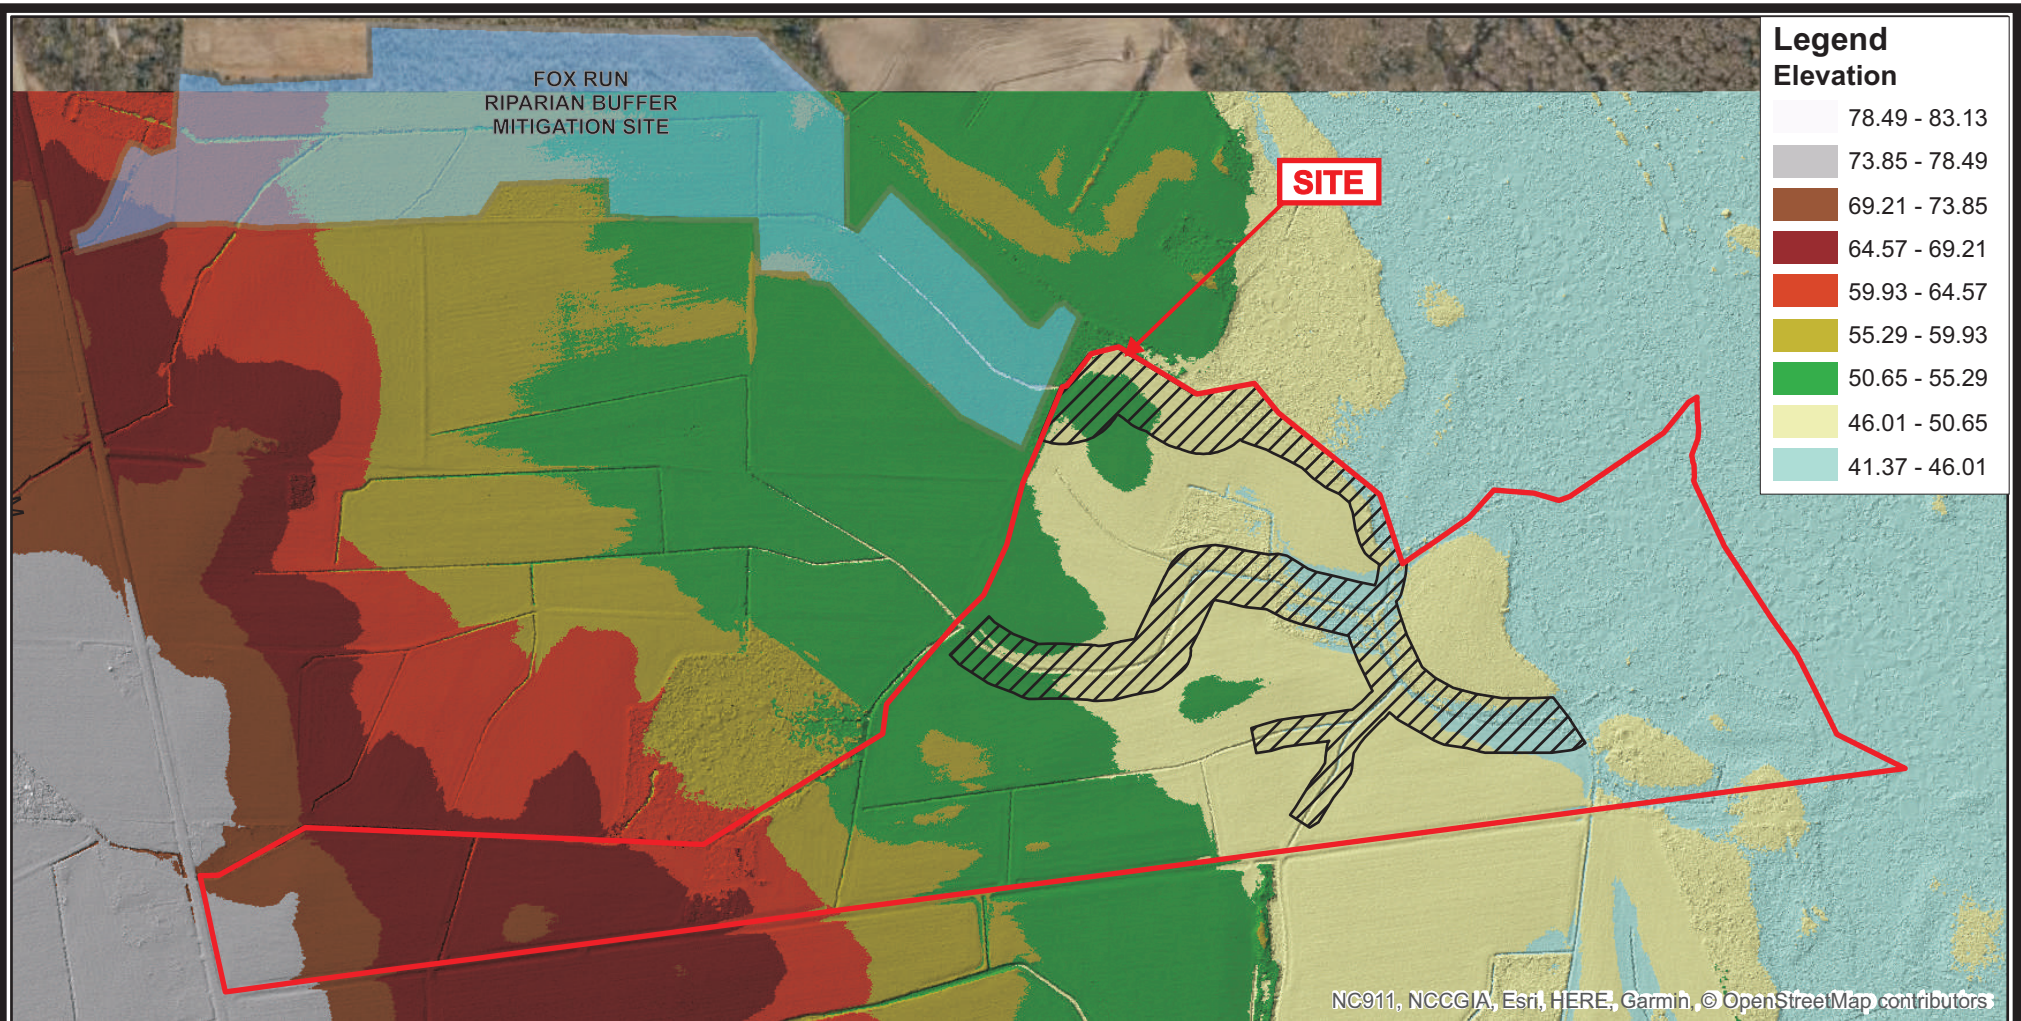 FOX RUN
RIPARIAN BUFFER
MITIGATION SITE
SITE
Legend
Elevation
78.49 - 83.13
73.85 - 78.49
69.21 - 73.85
64.57 - 69.21
59.93 - 64.57
55.29 - 59.93
50.65 - 55.29
46.01 - 50.65
41.37 - 46.01
NC911, NCCGIA, Esri, HERE, Garmin, © OpenStreetMap contributors